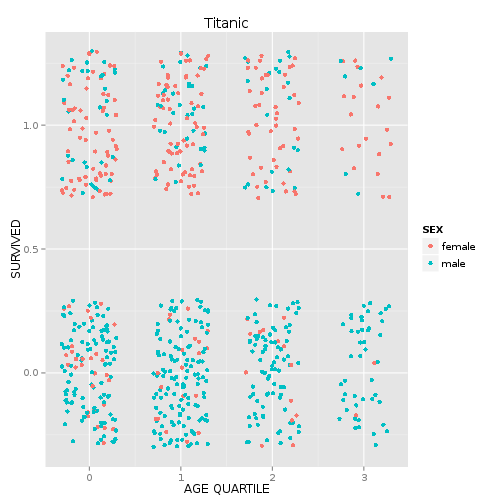 Titanic
SURVIVED
1.0
0.5
0.0
0 1 2 3
AGE QUARTILE
SEX
female
male